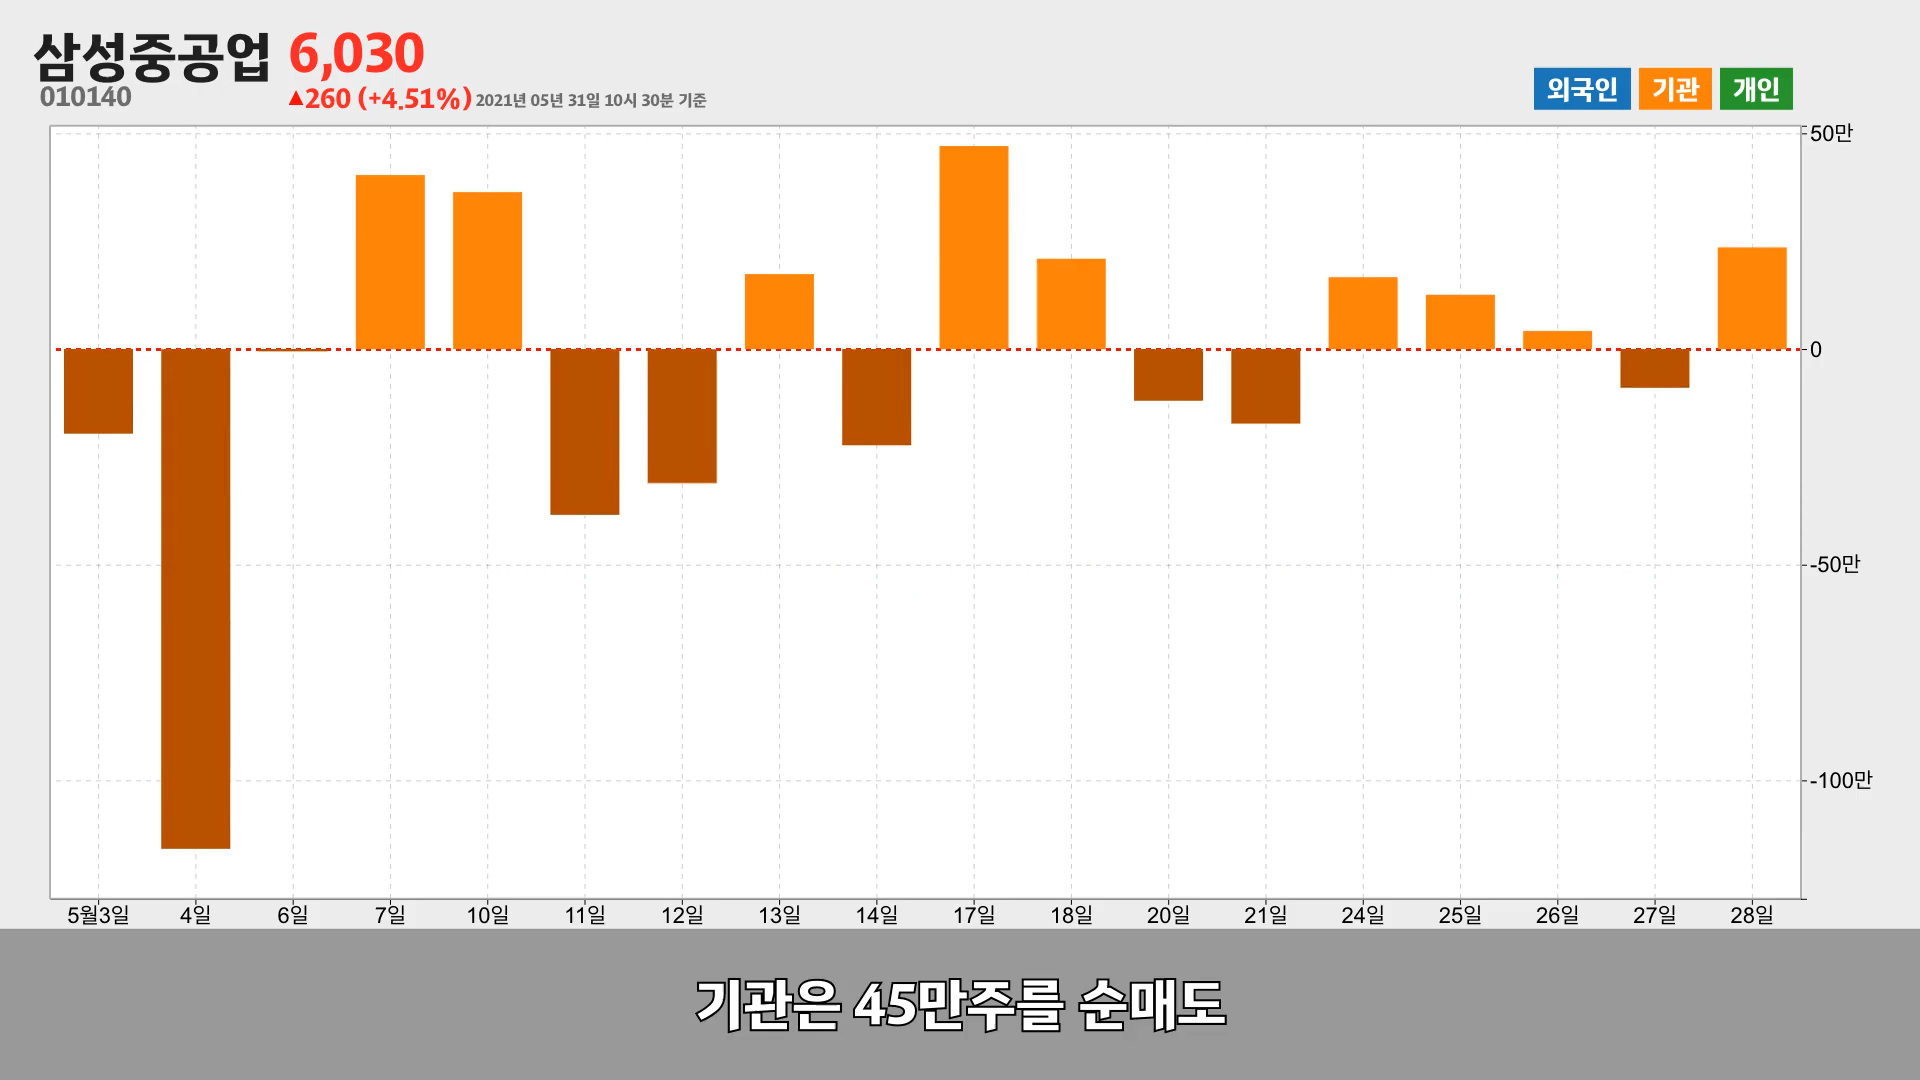 삼성중공업 6,030
010140
▲260 (+4.51%) 2021년 05년 31일 10시 30분 기준
외국인 기관 개인
50만
0
-50만
-100만
5월3일 4일 6일 7일 10일 11일 12일 13일 14일 17일 18일 20일 21일 24일 25일 26일 27일 28일
기관은 45만주를 순매도